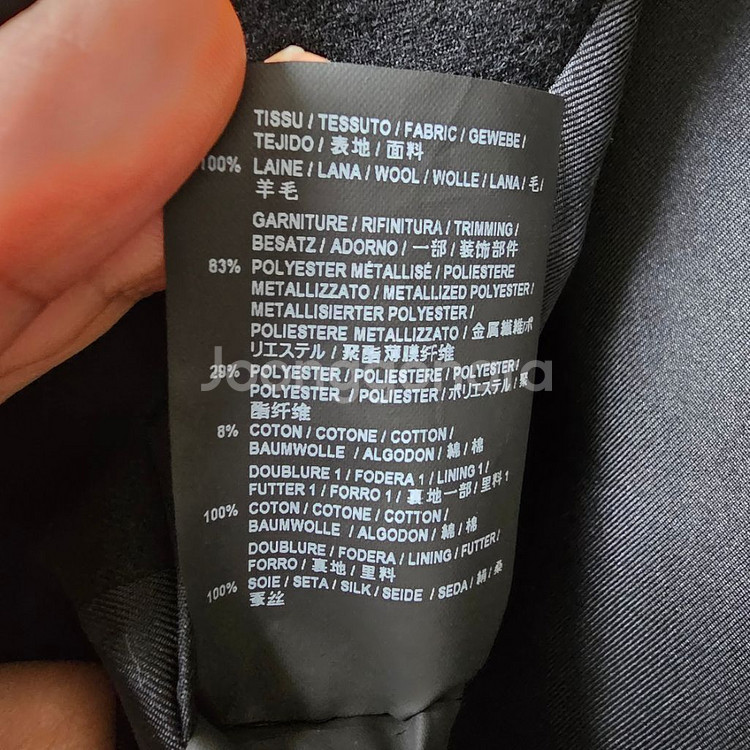 TISSU / TESSUTO / FABRIC / GEWEBE /
TEJIDO / 表地 / 面料
100% LAINE / LANA / WOOL / WOLLE / LANA / 毛 /
羊毛
GARNITURE / RIFINITURA / TRIMMING /
BESATZ / ADORNO / 一部 / 装饰部件
83% POLYESTER MÉTALLISÉ / POLIESTERE
METALLIZZATO / METALLIZED POLYESTER /
METALLISIERTER POLYESTER /
POLIESTERE METALLIZZATO / 金属繊維/ポ
リエステル / 聚酯薄膜纤维
29% POLYESTER / POLIESTERE / POLYESTER /
POLYESTER / POLIESTER / ポリエステル / 聚
酯纤维
8% COTON / COTONE / COTTON /
BAUMWOLLE / ALGODON / 綿 / 棉
DOUBLURE 1 / FODERA 1 / LINING 1 /
FUTTER 1 / FORRO 1 / 裏地一部 / 里料 1
100% COTON / COTONE / COTTON /
BAUMWOLLE / ALGODON / 綿 / 棉
DOUBLURE / FODERA / LINING / FUTTER /
FORRO / 裏地 / 里料
100% SOIE / SETA / SILK / SEIDE / SEDA / 絹 / 桑
蚕丝